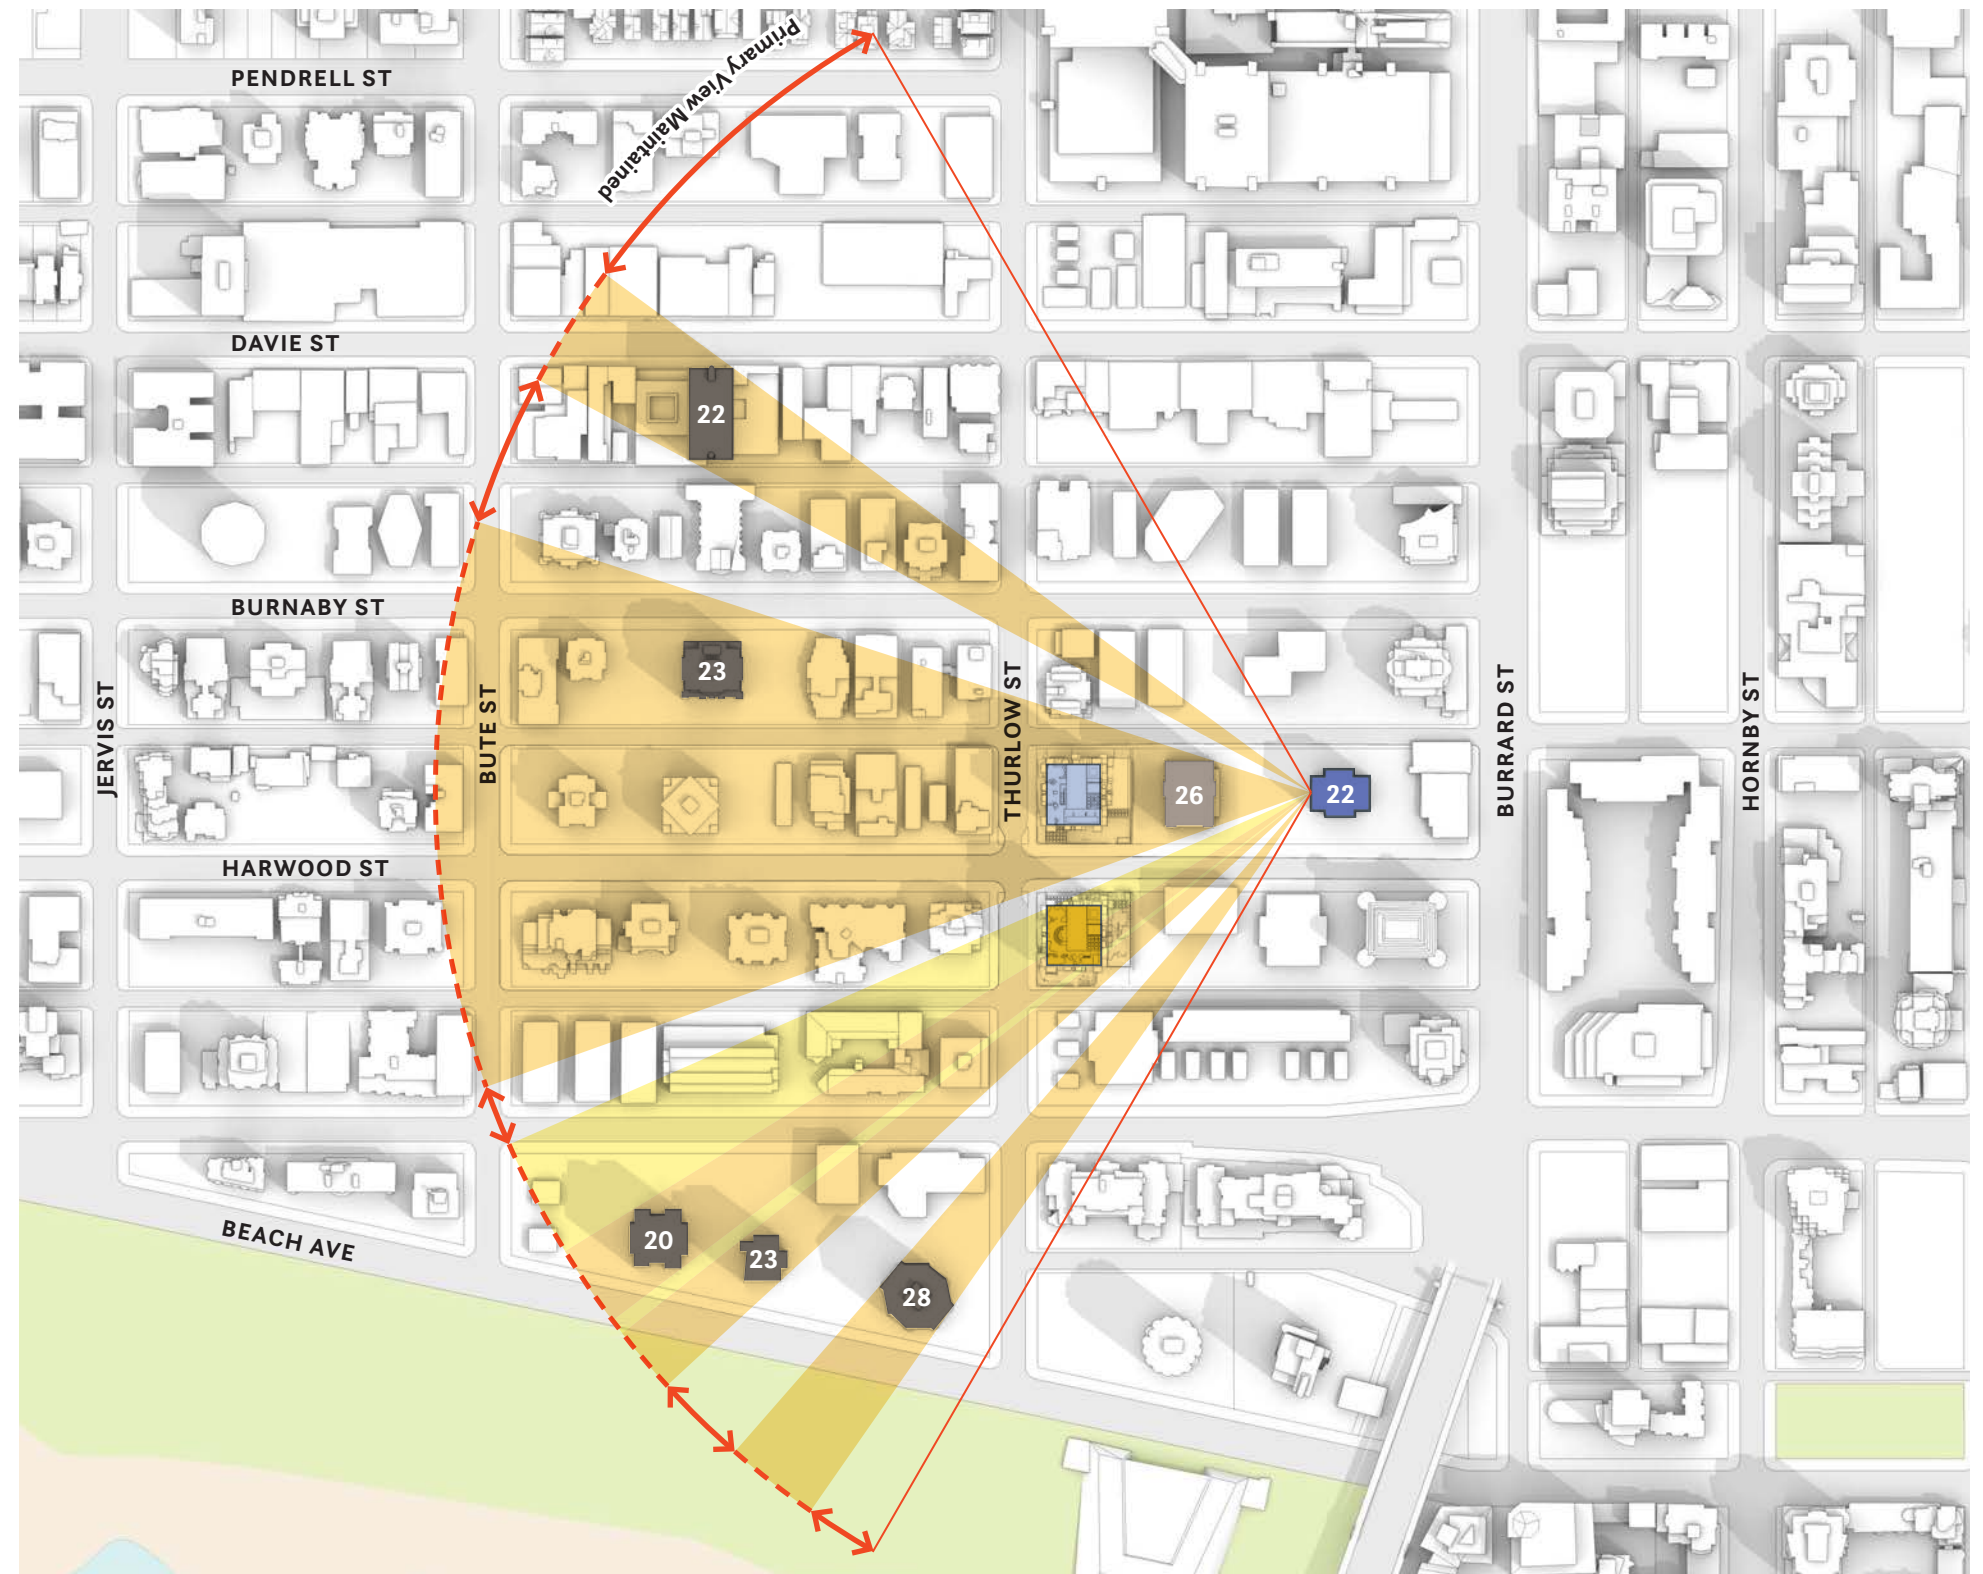 Primary View Maintained
PENDRELL ST
DAVIE ST
22
BURNABY ST
23
JERVIS ST
BUTE ST
THURLOW ST
BURRARD ST
HORNBY ST
26
22
HARWOOD ST
20
23
28
BEACH AVE